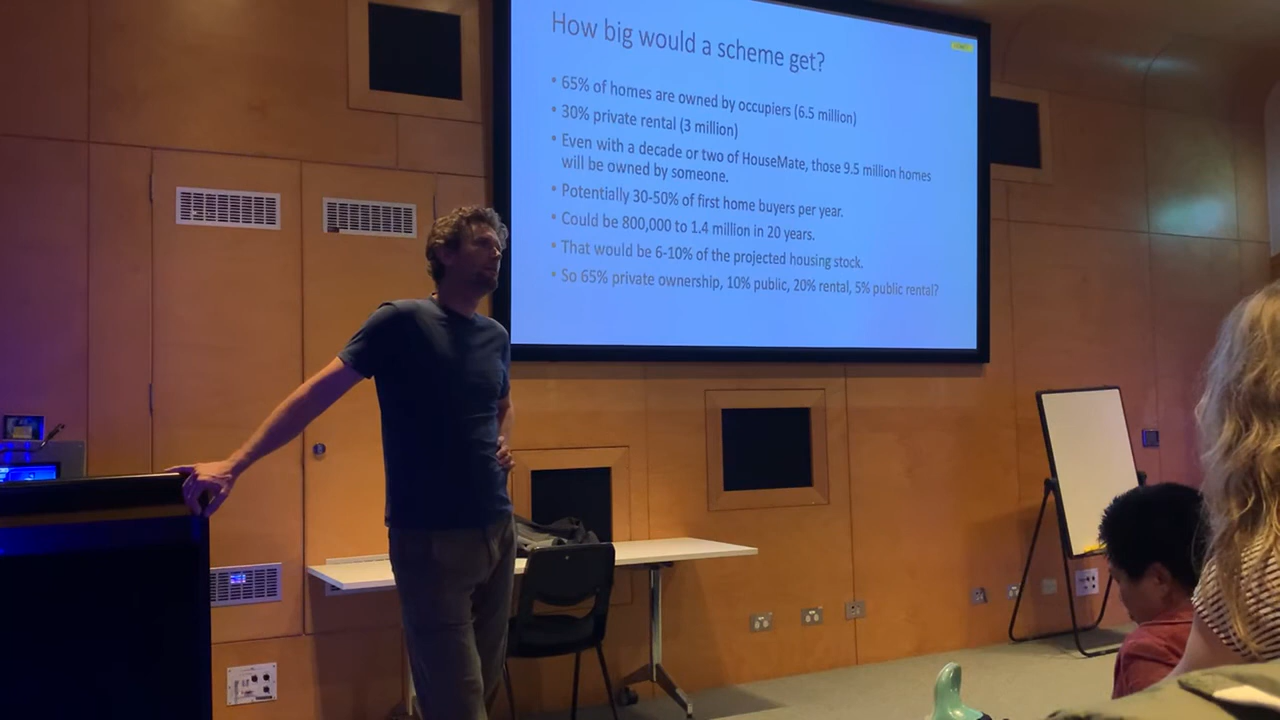 How big would a scheme get?
• 65% of homes are owned by occupiers (6.5 million)
• 30% private rental (3 million)
• Even with a decade or two of HouseMate, those 9.5 million homes
will be owned by someone.
• Potentially 30-50% of first home buyers per year.
• Could be 800,000 to 1.4 million in 20 years.
• That would be 6-10% of the projected housing stock.
• So 65% private ownership, 10% public, 20% rental, 5% public rental?